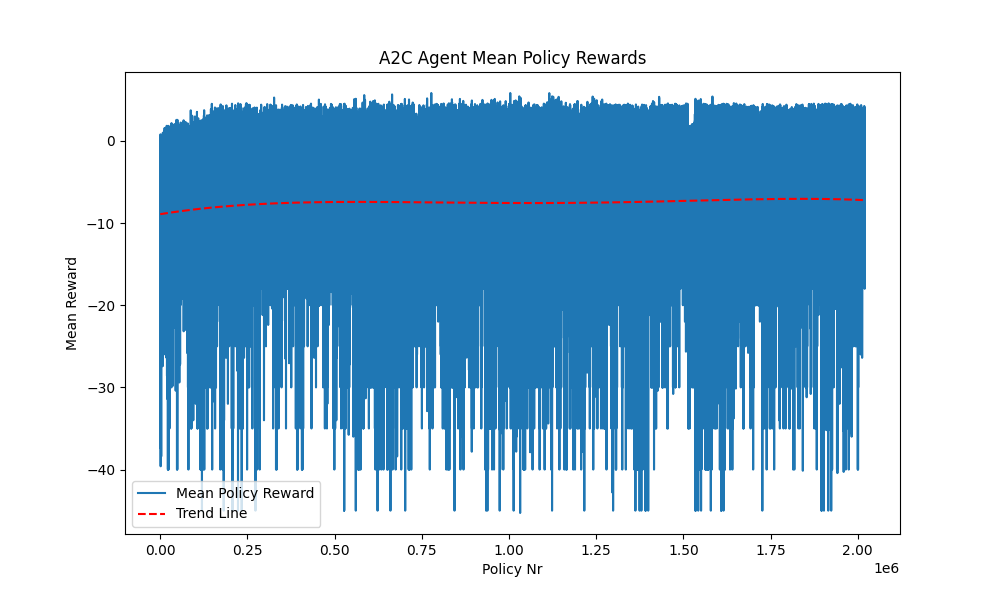 A2C Agent Mean Policy Rewards
Mean Reward
0
−10
−20
−30
−40
Mean Policy Reward
Trend Line
0.00 0.25 0.50 0.75 1.00 1.25 1.50 1.75 2.00
1e6
Policy Nr